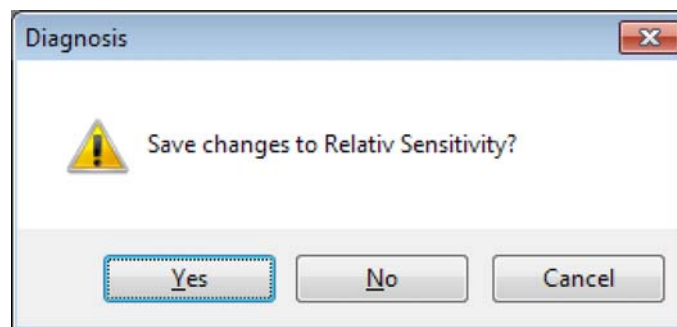 Diagnosis
Save changes to Relativ Sensitivity?
Yes No Cancel